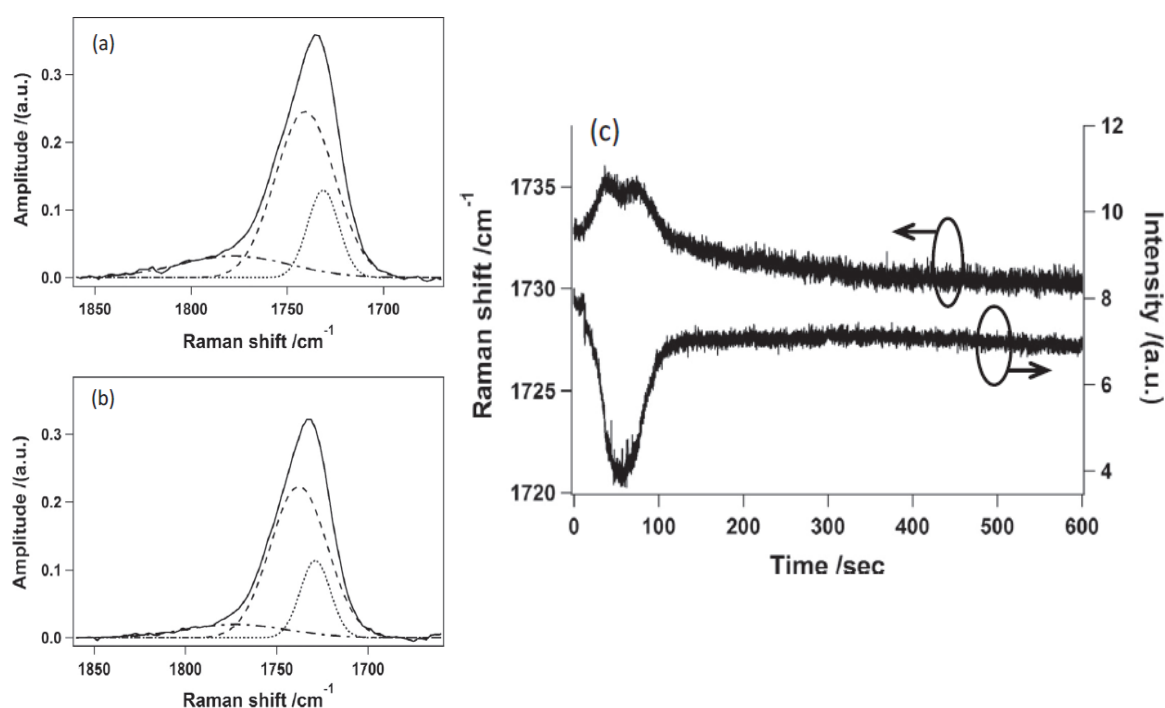 (a)
Amplitude /(a.u.)
0.3
0.2
0.1
0.0
1850 1800 1750 1700
Raman shift /cm-1
(b)
Amplitude /(a.u.)
0.3
0.2
0.1
0.0
1850 1800 1750 1700
Raman shift /cm-1
(c)
Raman shift /cm-1
1735
1730
1725
1720
12
10
8
6
4
Intensity /(a.u.)
0 100 200 300 400 500 600
Time /sec